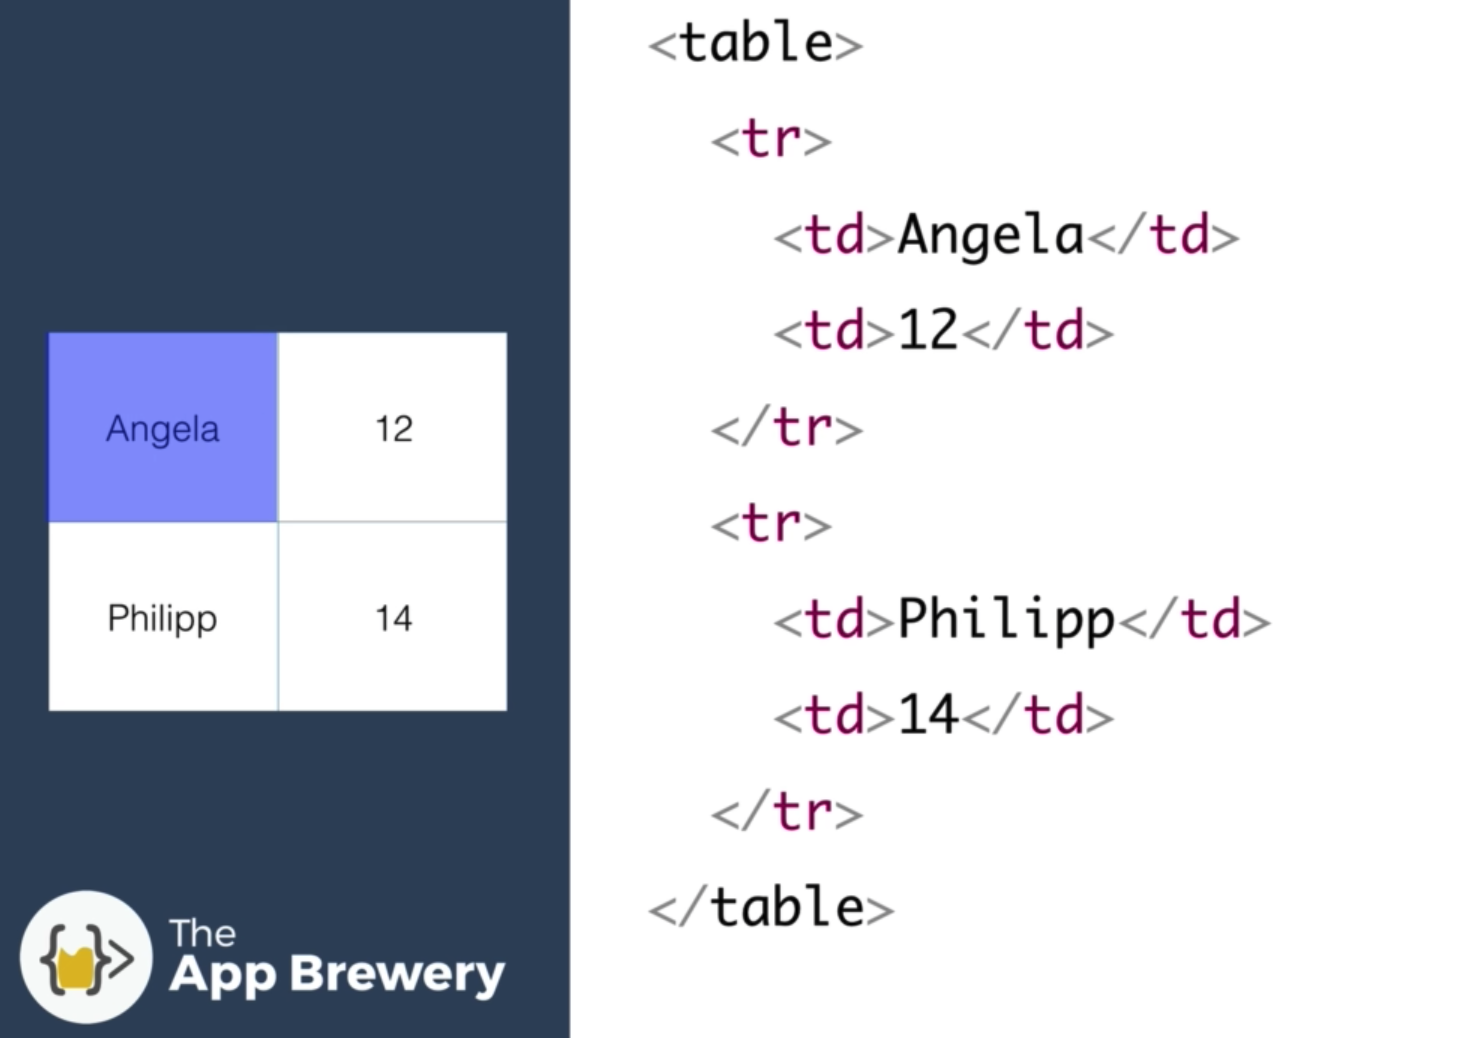 Angela 12
Philipp 14
The
App Brewery
<table>
<tr>
<td>Angela</td>
<td>12</td>
</tr>
<tr>
<td>Philipp</td>
<td>14</td>
</tr>
</table>